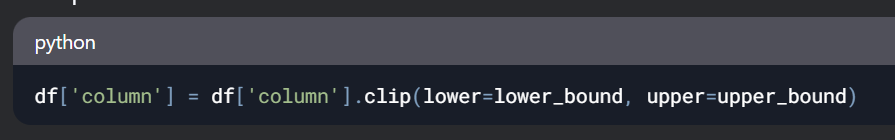 python
df['column'] = df['column'].clip(lower=lower_bound, upper=upper_bound)